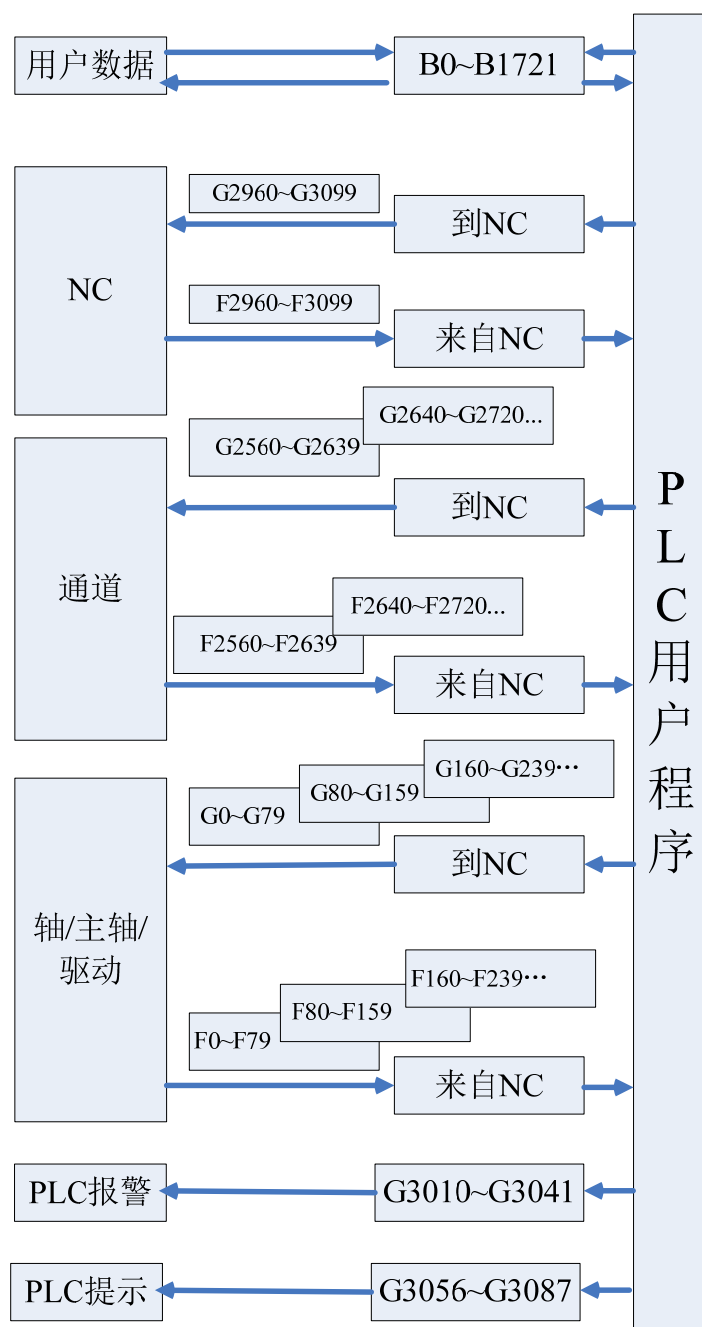 用户数据
B0~B1721
G2960~G3099
到NC
NC
F2960~F3099
来自NC
G2640~G2720...
G2560~G2639
到NC
通道
F2640~F2720...
F2560~F2639
来自NC
G160~G239…
G80~G159
G0~G79
到NC
轴/主轴/
驱动
F160~F239…
F80~F159
F0~F79
来自NC
PLC报警
G3010~G3041
PLC提示
G3056~G3087
PLC用户程序